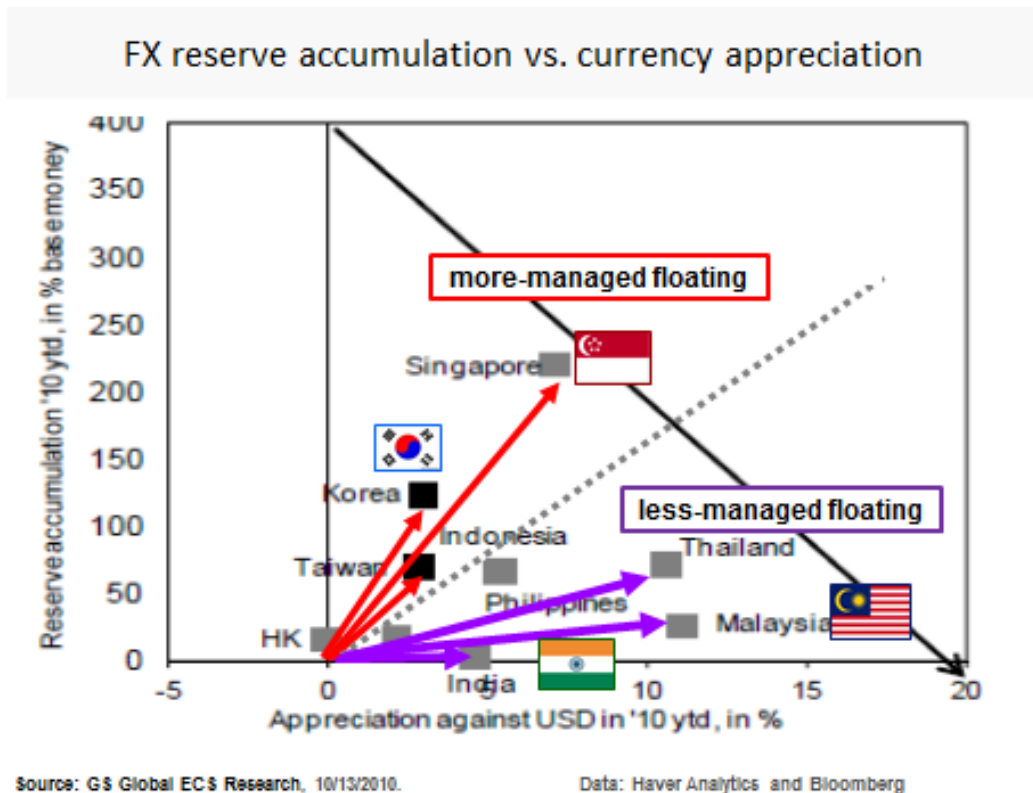 FX reserve accumulation vs. currency appreciation
Reserve accumulation '10 ytd, in % base money
400
350
300
250
200
150
100
50
0
more-managed floating
Singapore
Korea
less-managed floating
Indonesia
Thailand
Taiwan
Philippines
Malaysia
HK
India
-5
0
5
10
15
20
Appreciation against USD in '10 ytd, in %
Source: GS Global ECS Research, 10/13/2010.
Data: Haver Analytics and Bloomberg